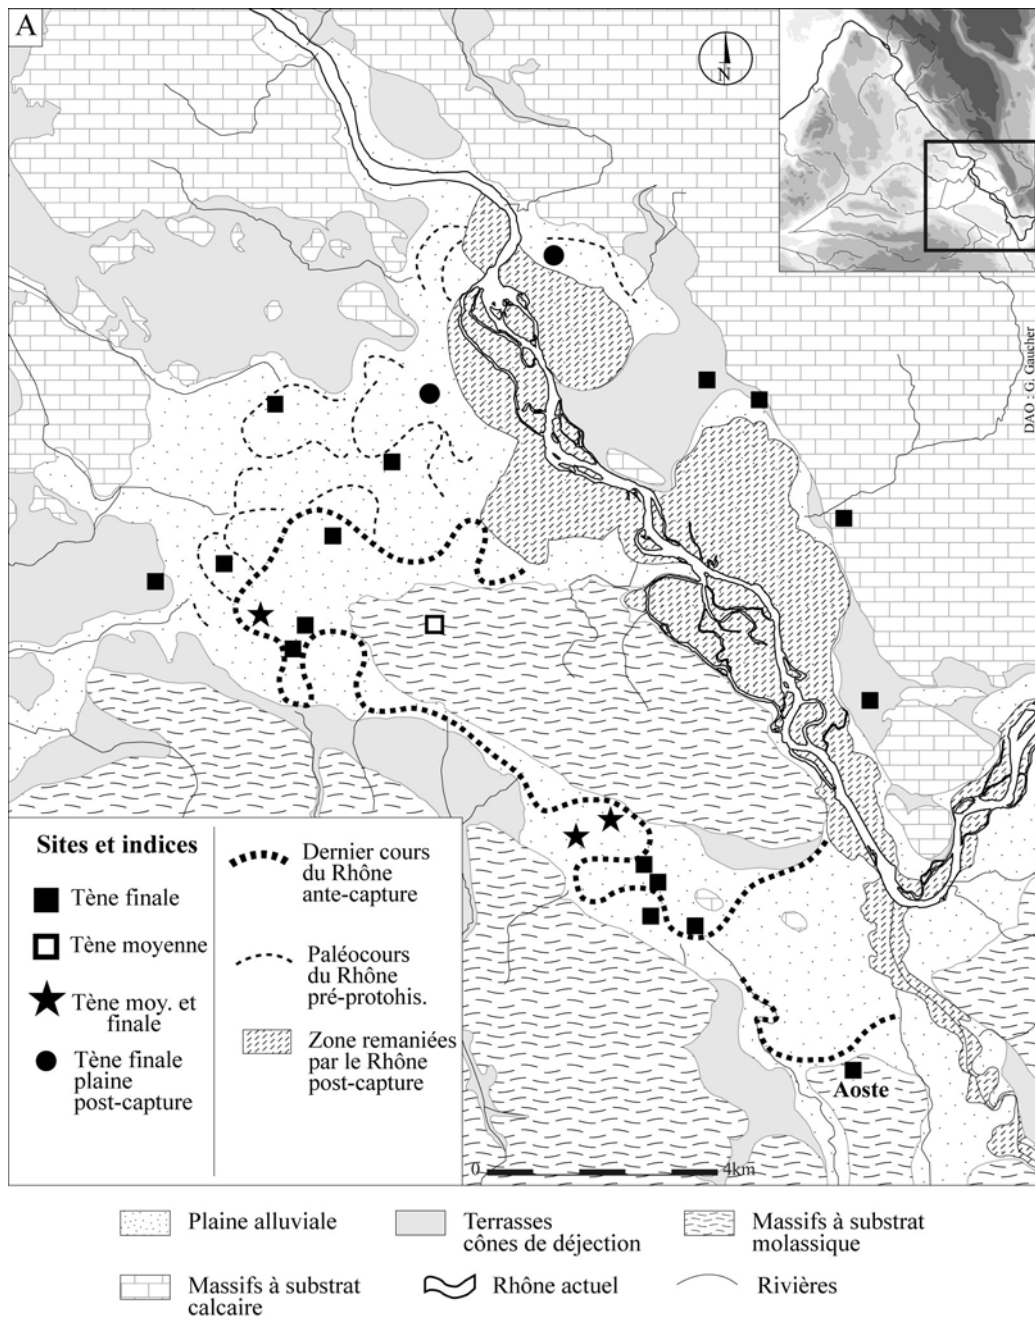 A
N
DAO : G. Gaucher
Aoste
0 4km
Sites et indices
Tène finale
Tène moyenne
Tène moy. et
finale
Tène finale
plaine
post-capture
Dernier cours
du Rhône
ante-capture
Paléocours
du Rhône
pré-protohis.
Zone remaniées
par le Rhône
post-capture
Plaine alluviale
Terrasses
cônes de déjection
Massifs à substrat
molassique
Massifs à substrat
calcaire
Rhône actuel
Rivières